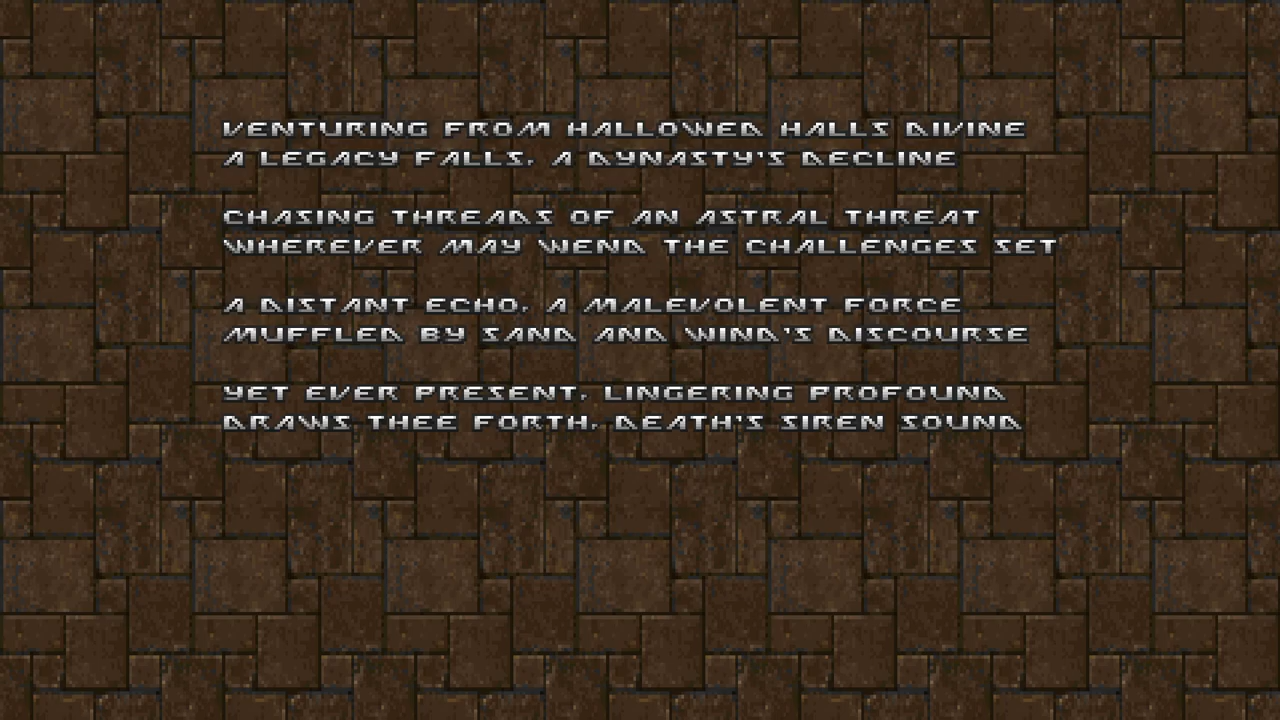 VENTURING FROM HALLOWED HALLS DIVINE
A LEGACY FALLS, A DYNASTY'S DECLINE
CHASING THREADS OF AN ASTRAL THREAT
WHEREVER MAY WEND THE CHALLENGES SET
A DISTANT ECHO, A MALEVOLENT FORCE
MUFFLED BY SAND AND WIND'S DISCOURSE
YET EVER PRESENT, LINGERING PROFOUND
DRAWS THEE FORTH, DEATH'S SIREN SOUND